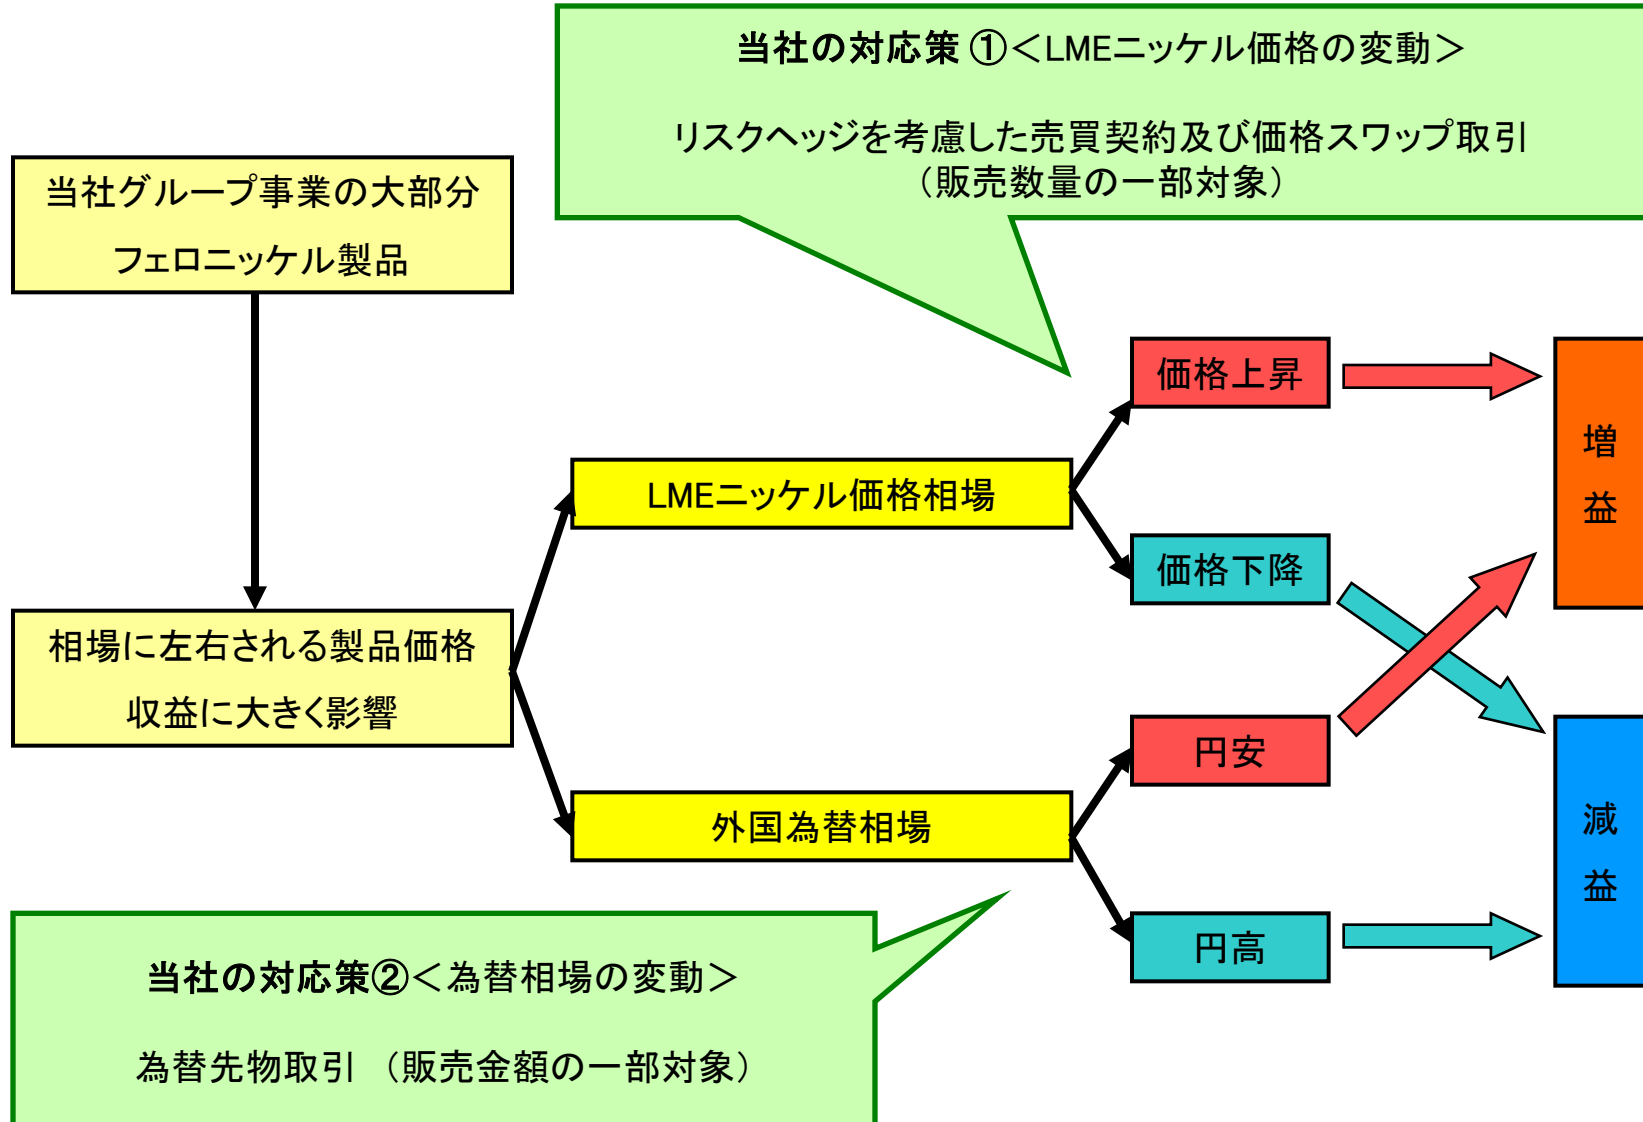 当社の対応策 ①＜LMEニッケル価格の変動＞
リスクヘッジを考慮した売買契約及び価格スワップ取引
（販売数量の一部対象）
当社グループ事業の大部分
フェロニッケル製品
相場に左右される製品価格
収益に大きく影響
LMEニッケル価格相場
外国為替相場
価格上昇
価格下降
円安
円高
増
益
減
益
当社の対応策②＜為替相場の変動＞
為替先物取引 （販売金額の一部対象）